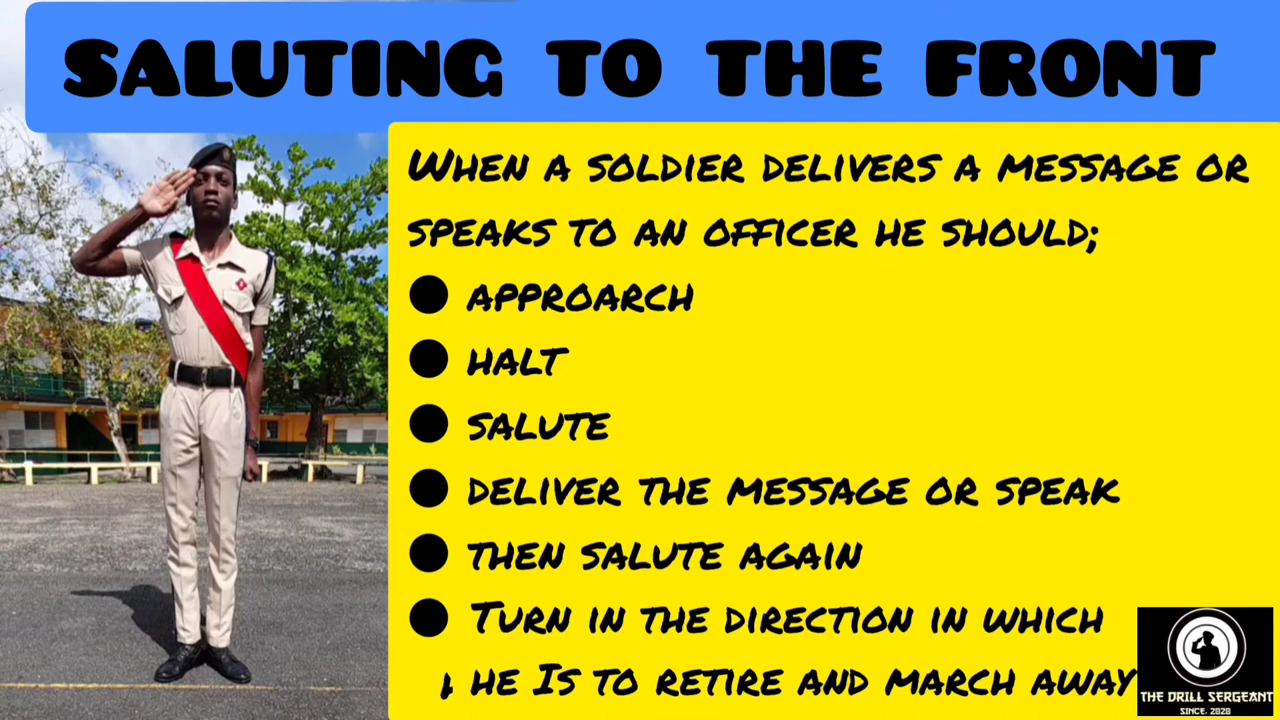 SALUTING TO THE FRONT
WHEN A SOLDIER DELIVERS A MESSAGE OR
SPEAKS TO AN OFFICER HE SHOULD;
● APPROARCH
● HALT
● SALUTE
● DELIVER THE MESSAGE OR SPEAK
● THEN SALUTE AGAIN
● TURN IN THE DIRECTION IN WHICH
, HE IS TO RETIRE AND MARCH AWAY
THE DRILL SERGEANT
SINCE. 2020